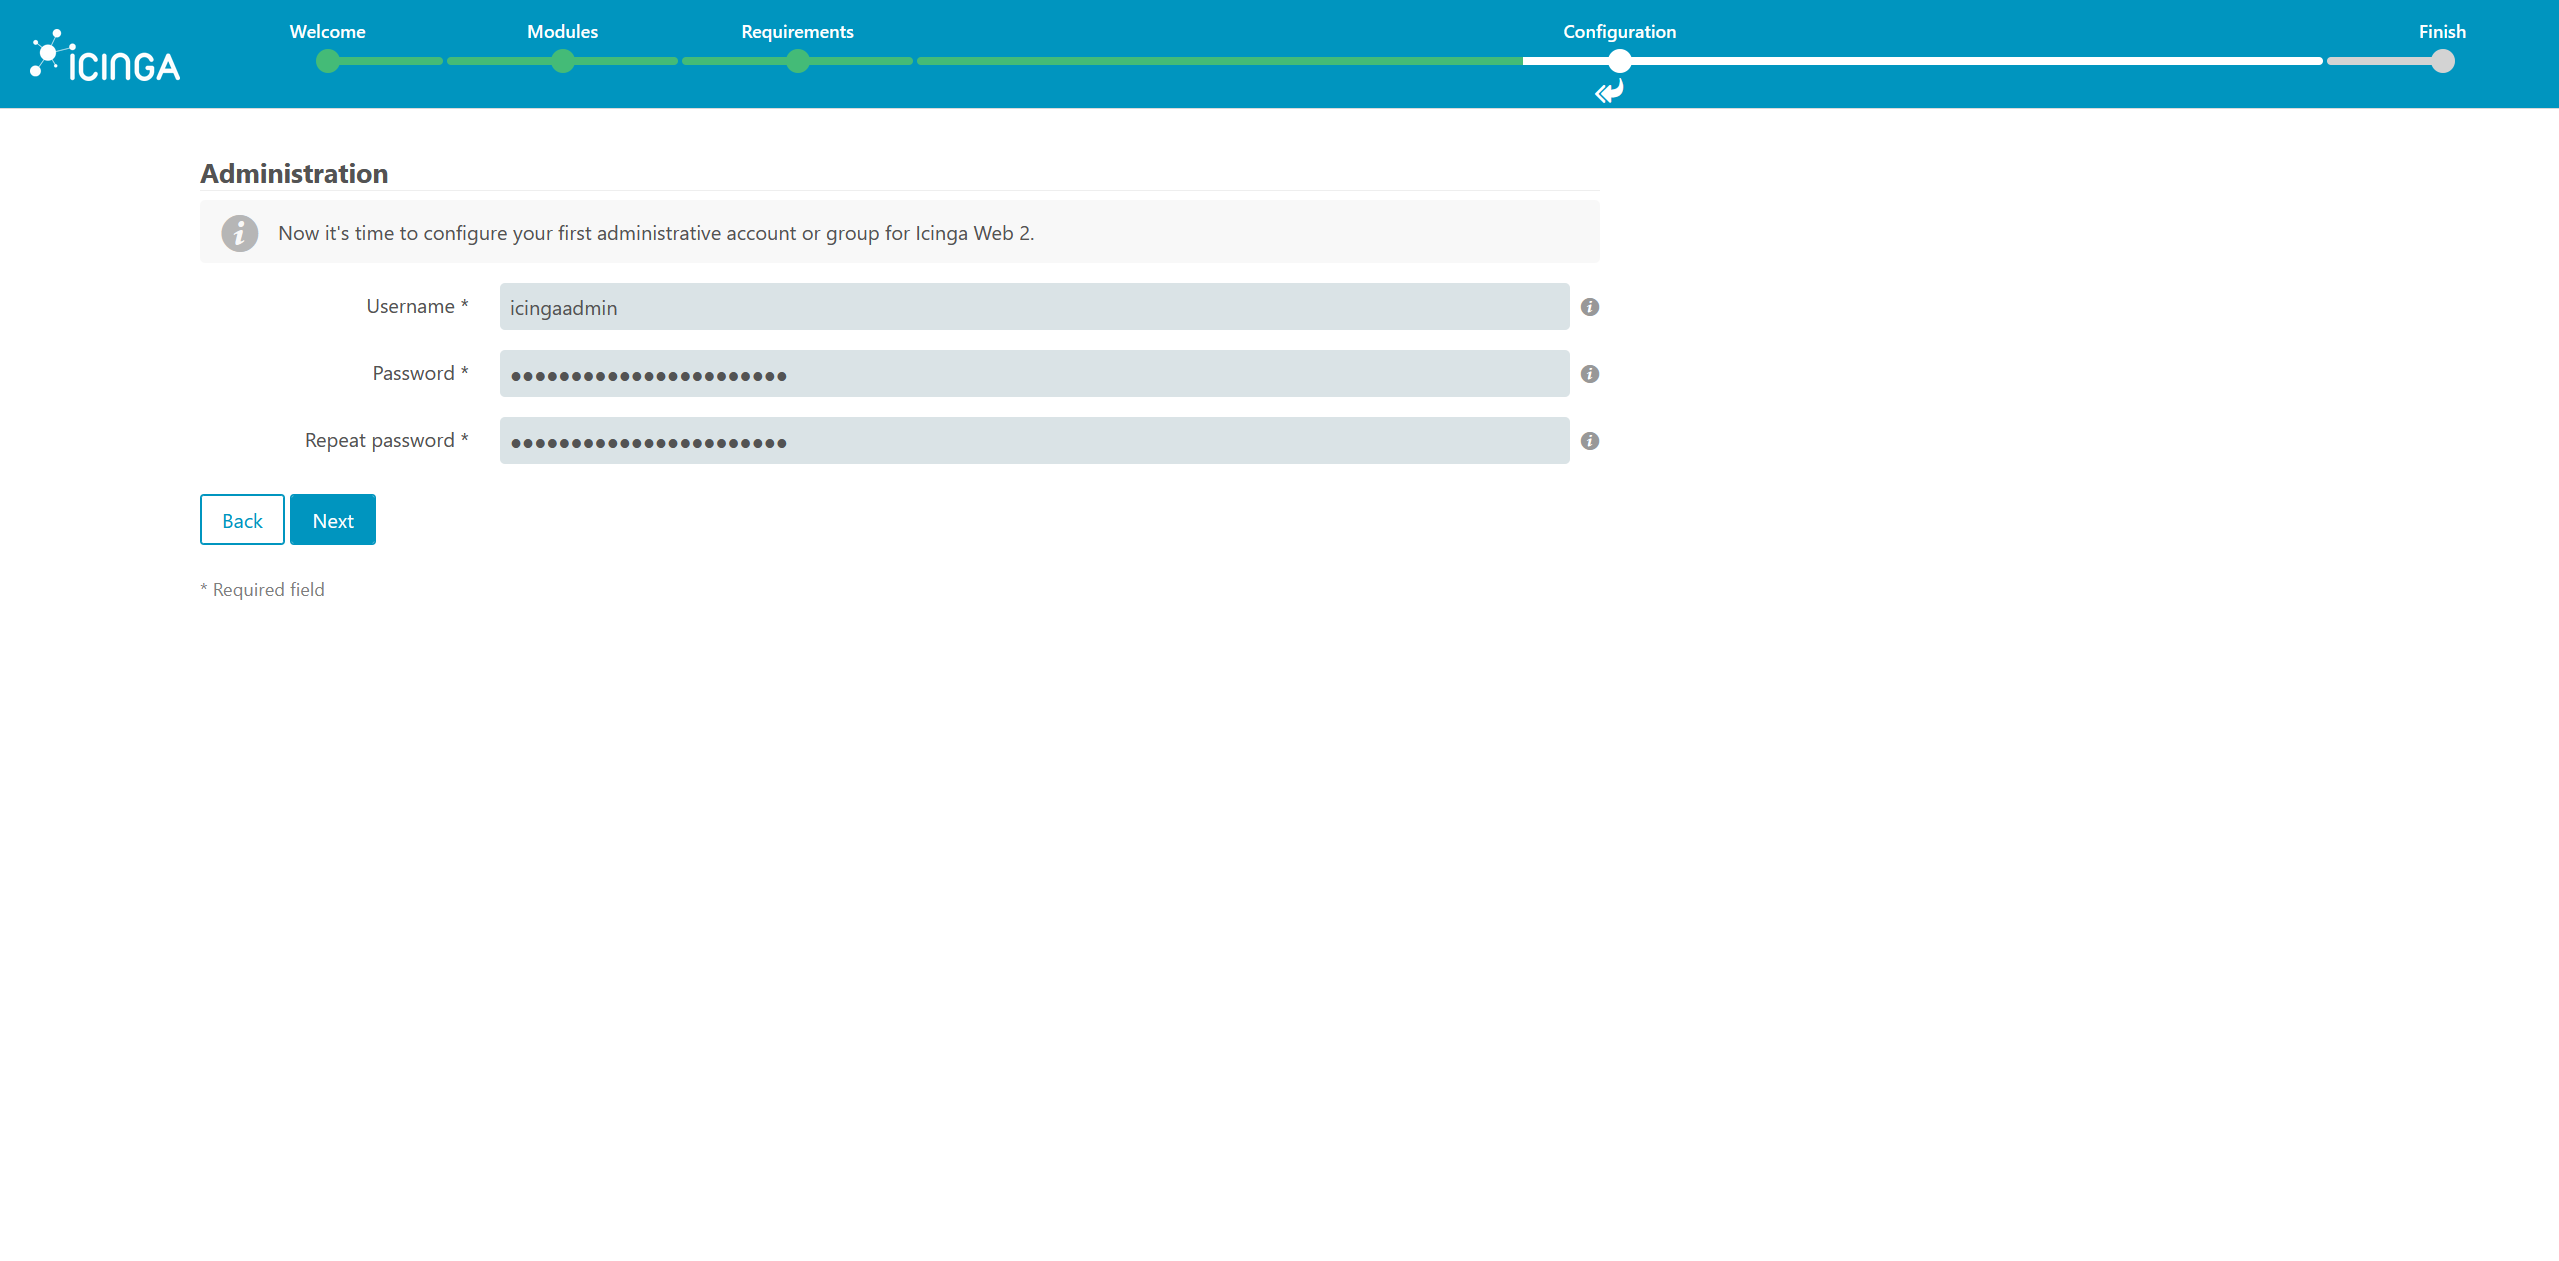 Welcome
Modules
Requirements
Configuration
Finish
ICINGA
Administration
Now it's time to configure your first administrative account or group for Icinga Web 2.
Username *
icingaadmin
Password *
●●●●●●●●●●●●●●●●●●●●●●●
Repeat password *
●●●●●●●●●●●●●●●●●●●●●●●
Back
Next
* Required field